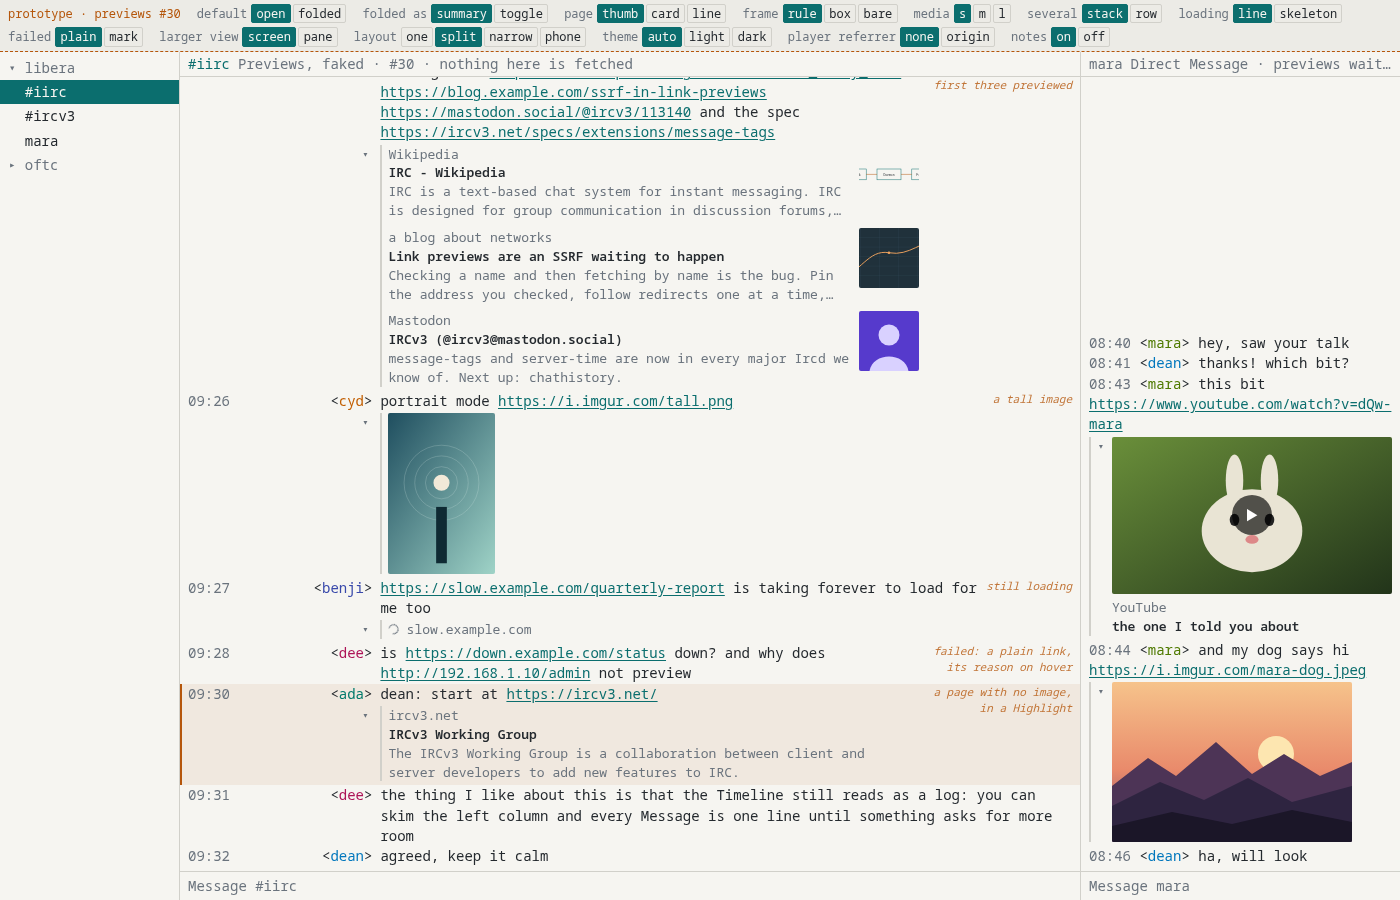 prototype · previews #30 default open folded folded as summary toggle page thumb card line frame rule box bare media s m l several stack row loading line skeleton
failed plain mark larger view screen pane layout one split narrow phone theme auto light dark player referrer none origin notes on off
▾ libera
#iirc
#ircv3
mara
▸ oftc
#iirc Previews, faked · #30 · nothing here is fetched
https://blog.example.com/ssrf-in-link-previews
first three previewed
https://mastodon.social/@ircv3/113140 and the spec
https://ircv3.net/specs/extensions/message-tags
Wikipedia
IRC - Wikipedia
IRC is a text-based chat system for instant messaging. IRC
is designed for group communication in discussion forums,…
a blog about networks
Link previews are an SSRF waiting to happen
Checking a name and then fetching by name is the bug. Pin
the address you checked, follow redirects one at a time,…
Mastodon
IRCv3 (@ircv3@mastodon.social)
message-tags and server-time are now in every major Ircd we
know of. Next up: chathistory.
09:26 <cyd> portrait mode https://i.imgur.com/tall.png
a tall image
09:27 <benji> https://slow.example.com/quarterly-report is taking forever to load for
me too
still loading
slow.example.com
09:28 <dee> is https://down.example.com/status down? and why does
http://192.168.1.10/admin not preview
failed: a plain link,
its reason on hover
09:30 <ada> dean: start at https://ircv3.net/
a page with no image,
in a Highlight
ircv3.net
IRCv3 Working Group
The IRCv3 Working Group is a collaboration between client and
server developers to add new features to IRC.
09:31 <dee> the thing I like about this is that the Timeline still reads as a log: you can
skim the left column and every Message is one line until something asks for more
room
09:32 <dean> agreed, keep it calm
Message #iirc
mara Direct Message · previews wait…
08:40 <mara> hey, saw your talk
08:41 <dean> thanks! which bit?
08:43 <mara> this bit
https://www.youtube.com/watch?v=dQw-
mara
YouTube
the one I told you about
08:44 <mara> and my dog says hi
https://i.imgur.com/mara-dog.jpeg
08:46 <dean> ha, will look
Message mara